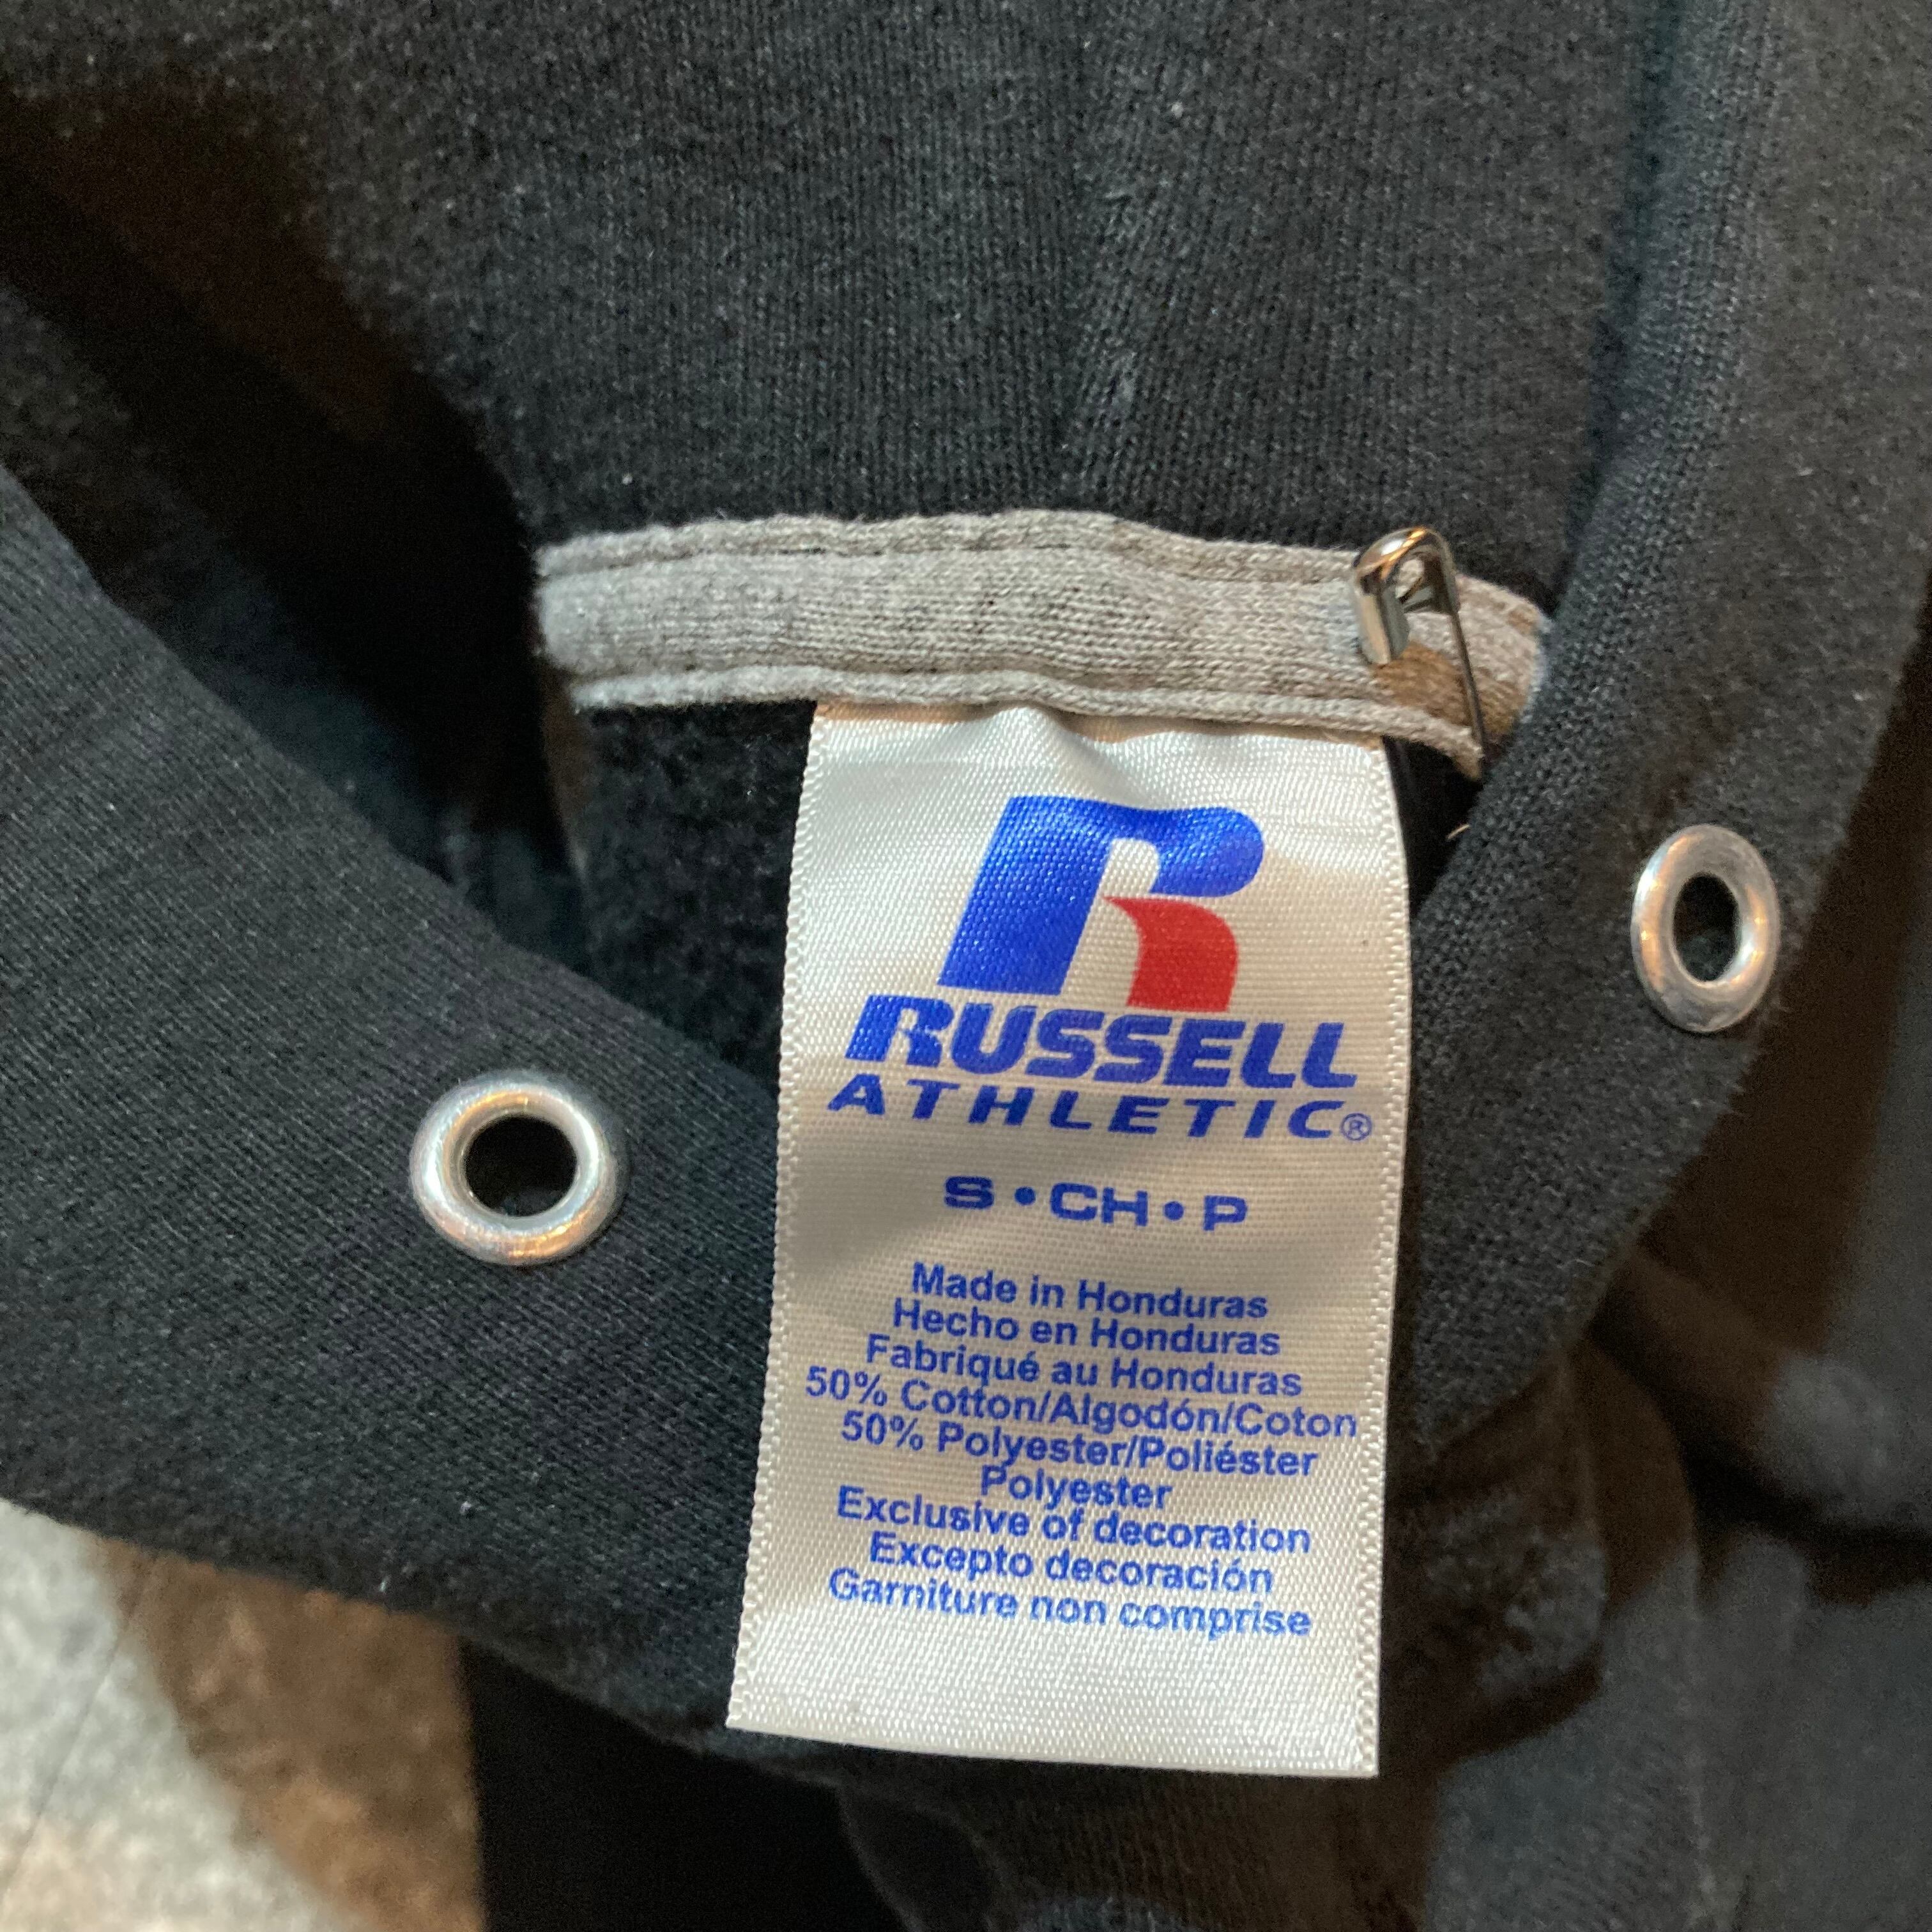 R
RUSSELL
ATHLETIC®
S • CH • P
Made in Honduras
Hecho en Honduras
Fabriqué au Honduras
50% Cotton/Algodón/Coton
50% Polyester/Poliéster
Polyester
Exclusive of decoration
Excepto decoración
Garniture non comprise